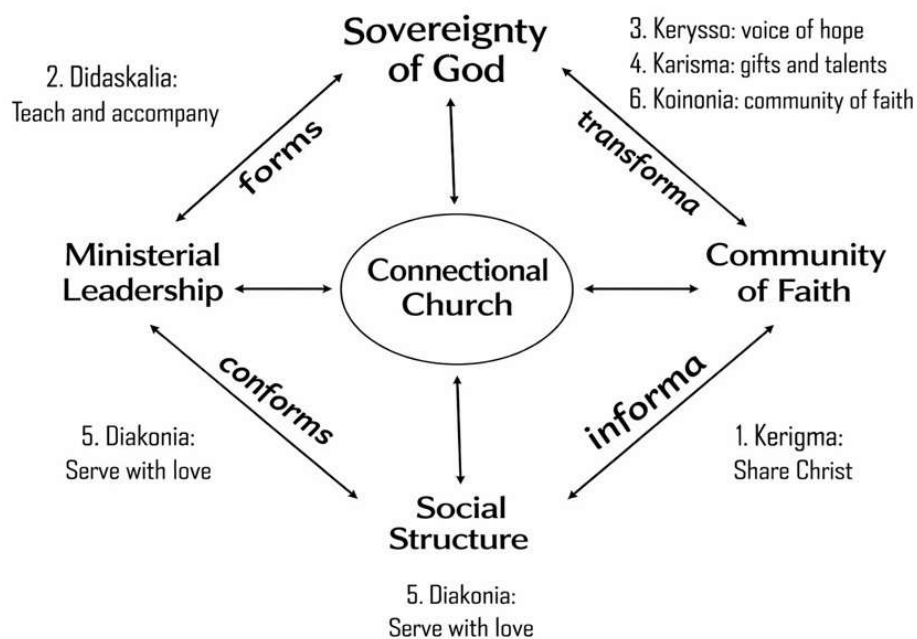 Sovereignty
of God
3. Kerysso: voice of hope
4. Karisma: gifts and talents
6. Koinonia: community of faith
2. Didaskalia:
Teach and accompany
forms
transforma
Ministerial
Leadership
Connectional
Church
Community
of Faith
conforms
informa
5. Diakonia:
Serve with love
1. Kerigma:
Share Christ
Social
Structure
5. Diakonia:
Serve with love